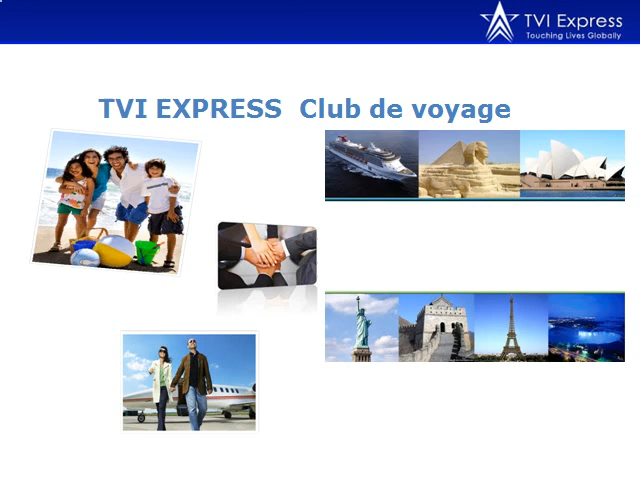 TVI Express
Touching Lives Globally
TVI EXPRESS  Club de voyage